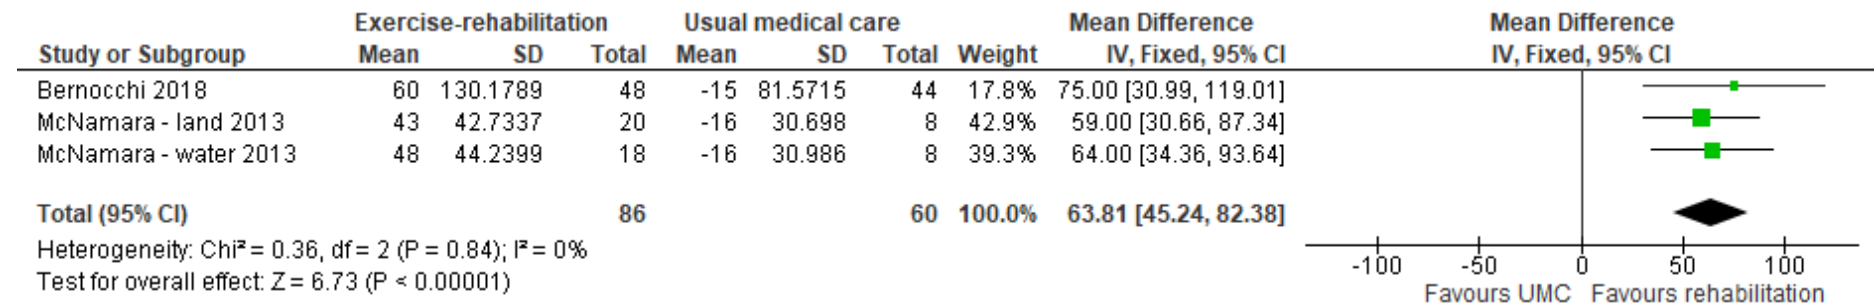 Exercise-rehabilitation Usual medical care Mean Difference Mean Difference
Study or Subgroup Mean SD Total Mean SD Total Weight IV, Fixed, 95% CI IV, Fixed, 95% CI
Bernocchi 2018 60 130.1789 48 -15 81.5715 44 17.8% 75.00 [30.99, 119.01]
McNamara - land 2013 43 42.7337 20 -16 30.698 8 42.9% 59.00 [30.66, 87.34]
McNamara - water 2013 48 44.2399 18 -16 30.986 8 39.3% 64.00 [34.36, 93.64]
Total (95% CI) 86 60 100.0% 63.81 [45.24, 82.38]
Heterogeneity: Chi² = 0.36, df = 2 (P = 0.84); I² = 0%
Test for overall effect: Z = 6.73 (P < 0.00001)
-100 -50 0 50 100
Favours UMC Favours rehabilitation